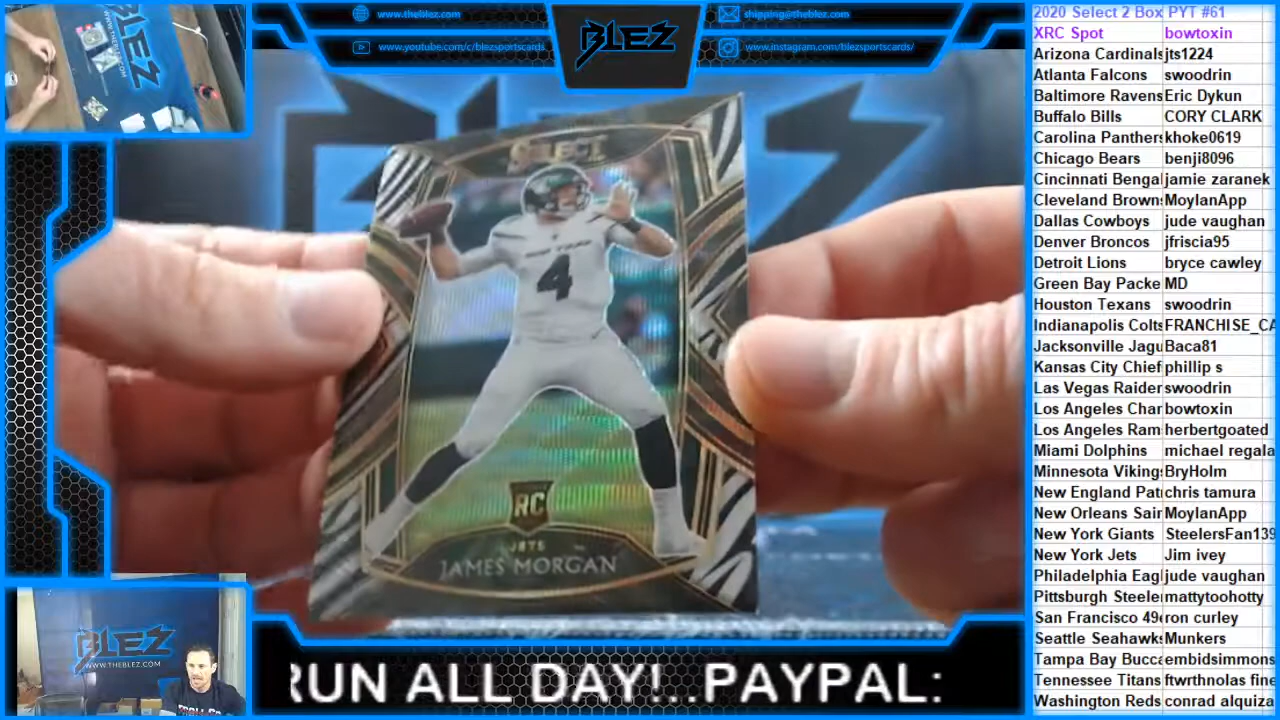 www.theblez.com
shipping@theblez.com
www.youtube.com/c/blezsportscards
www.instagram.com/blezsportscards/
BLEZ
SELECT
4
RC
JETS
JAMES MORGAN
BLEZ
WWW.THEBLEZ.COM
RUN ALL DAY!..PAYPAL:
2020 Select 2 Box PYT #61
XRC Spot bowtoxin
Arizona Cardinals jts1224
Atlanta Falcons swoodrin
Baltimore Ravens Eric Dykun
Buffalo Bills CORY CLARK
Carolina Panthers khoke0619
Chicago Bears benji8096
Cincinnati Bengal jamie zaranek
Cleveland Browns MoylanApp
Dallas Cowboys jude vaughan
Denver Broncos jfriscia95
Detroit Lions bryce cawley
Green Bay Packe MD
Houston Texans swoodrin
Indianapolis Colts FRANCHISE_CA
Jacksonville Jagu Baca81
Kansas City Chief phillip s
Las Vegas Raider swoodrin
Los Angeles Char bowtoxin
Los Angeles Ram herbertgoated
Miami Dolphins michael regala
Minnesota Viking BryHolm
New England Pat chris tamura
New Orleans Sain MoylanApp
New York Giants SteelersFan139
New York Jets Jim ivey
Philadelphia Eagl jude vaughan
Pittsburgh Steele mattytoohotty
San Francisco 49e ron curley
Seattle Seahawks Munkers
Tampa Bay Bucca embidsimmons
Tennessee Titans ftwrthnolas fine
Washington Reds conrad alquiza